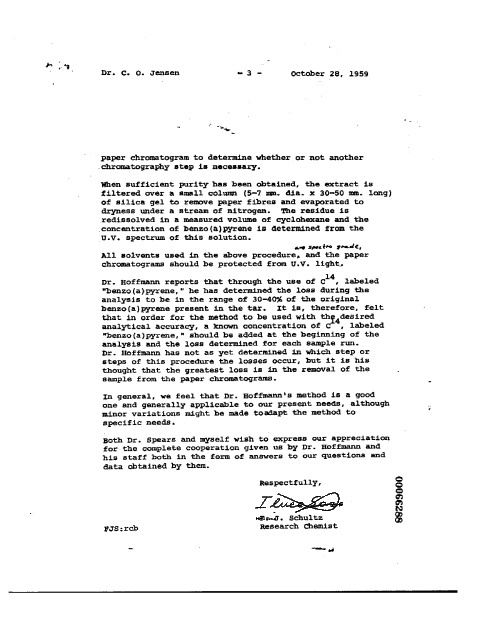 Dr. C. O. Jensen - 3 - October 28, 1959
paper chromatogram to determine whether or not another
chromatography step is necessary.
When sufficient purity has been obtained, the extract is
filtered over a small column (5-7 mm. dia. x 30-50 mm. long)
of silica gel to remove paper fibres and evaporated to
dryness under a stream of nitrogen. The residue is
redissolved in a measured volume of cyclohexane and the
concentration of benzo(a)pyrene is determined from the
U.V. spectrum of this solution.
are spectro grade,
All solvents used in the above procedure, and the paper
chromatograms should be protected from U.V. light.
Dr. Hoffmann reports that through the use of C14, labeled
"benzo(a)pyrene," he has determined the loss during the
analysis to be in the range of 30-40% of the original
benzo(a)pyrene present in the tar. It is, therefore, felt
that in order for the method to be used with the desired
analytical accuracy, a known concentration of C14, labeled
"benzo(a)pyrene," should be added at the beginning of the
analysis and the loss determined for each sample run.
Dr. Hoffmann has not as yet determined in which step or
steps of this procedure the losses occur, but it is his
thought that the greatest loss is in the removal of the
sample from the paper chromatograms.
In general, we feel that Dr. Hoffmann's method is a good
one and generally applicable to our present needs, although
minor variations might be made to adapt the method to
specific needs.
Both Dr. Spears and myself wish to express our appreciation
for the complete cooperation given us by Dr. Hoffmann and
his staff both in the form of answers to our questions and
data obtained by them.
Respectfully,
J. Schultz
Research Chemist
FJS:rcb
00066288